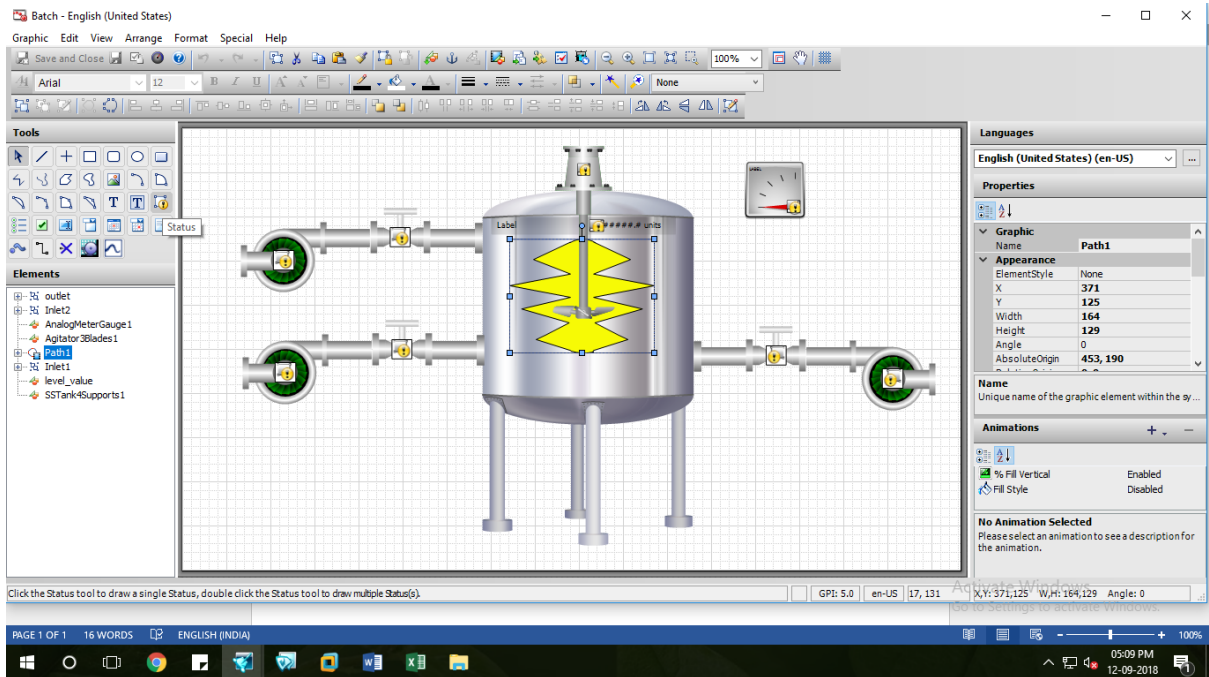 Batch - English (United States)
Graphic Edit View Arrange Format Special Help
Save and Close
100%
Arial 12 B I U A A A None
Tools
T T
Status
Elements
outlet
Inlet2
AnalogMeterGauge1
Agitator3Blades1
Path1
Inlet1
level_value
SSTank4Supports1
LABEL
Label #####.# units
Languages
English (United States) (en-US) ...
Properties
Graphic
Name Path1
Appearance
ElementStyle None
X 371
Y 125
Width 164
Height 129
Angle 0
AbsoluteOrigin 453, 190
Name
Unique name of the graphic element within the sy...
Animations
% Fill Vertical Enabled
Fill Style Disabled
No Animation Selected
Please select an animation to see a description for
the animation.
Click the Status tool to draw a single Status, double click the Status tool to draw multiple Status(s).
GPI: 5.0 en-US 17, 131 X,Y: 371,125 W,H: 164,129 Angle: 0
Activate Windows
Go to Settings to activate Windows.
PAGE 1 OF 1 16 WORDS ENGLISH (INDIA) 100%
05:09 PM
12-09-2018
1